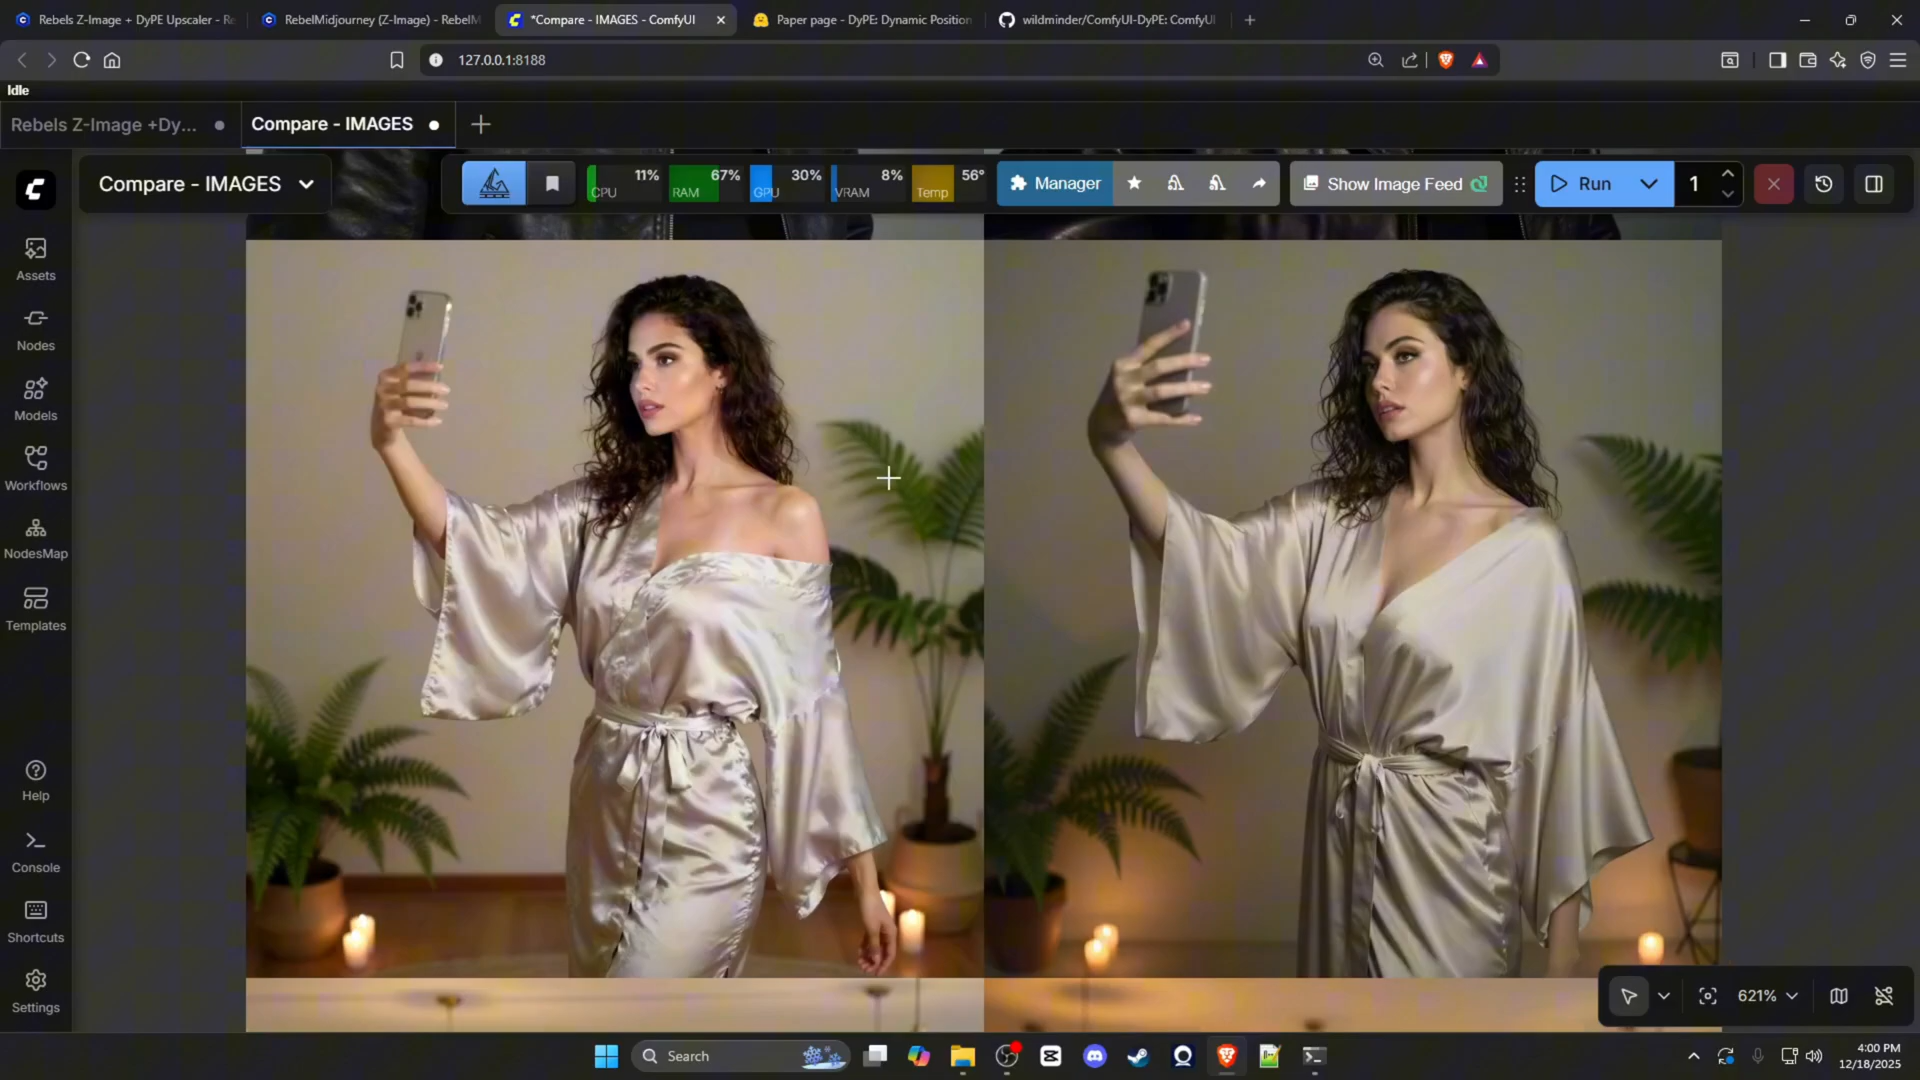 Rebels Z-Image + DyPE Upscaler - Re
RebelMidjourney (Z-Image) - RebelM
*Compare - IMAGES - ComfyUI
Paper page - DyPE: Dynamic Position
wildminder/ComfyUI-DyPE: ComfyUI
127.0.0.1:8188
Idle
Rebels Z-Image +Dy...
Compare - IMAGES
Compare - IMAGES
CPU 11%
RAM 67%
GPU 30%
VRAM 8%
Temp 56°
Manager
Show Image Feed
Run
1
Assets
Nodes
Models
Workflows
NodesMap
Templates
Help
Console
Shortcuts
Settings
621%
Search
4:00 PM
12/18/2025